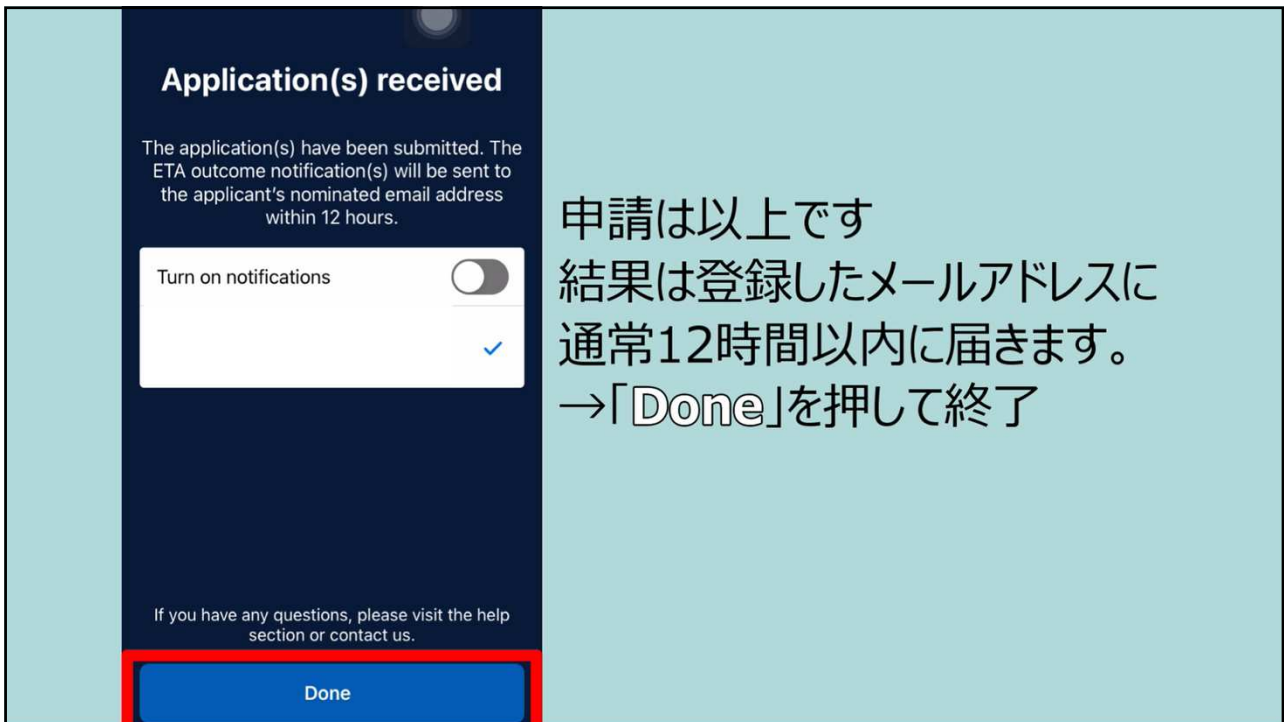 Application(s) received
The application(s) have been submitted. The
ETA outcome notification(s) will be sent to
the applicant's nominated email address
within 12 hours.
Turn on notifications
If you have any questions, please visit the help
section or contact us.
Done
申請は以上です
結果は登録したメールアドレスに
通常12時間以内に届きます。
→「Done」を押して終了